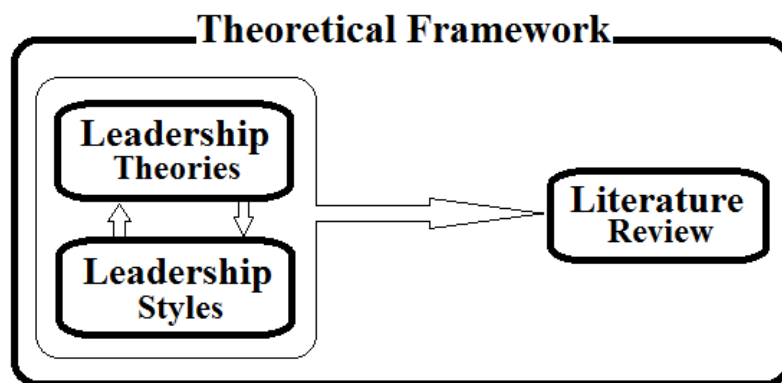 Theoretical Framework
Leadership
Theories
Leadership
Styles
Literature
Review